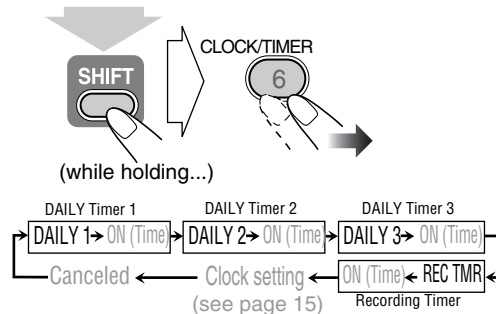 CLOCK/TIMER
SHIFT
6
(while holding...)
DAILY Timer 1 DAILY Timer 2 DAILY Timer 3
DAILY 1→ ON (Time)→ DAILY 2→ ON (Time)→ DAILY 3→ ON (Time)
Canceled ← Clock setting ← ON (Time)← REC TMR
(see page 15) Recording Timer